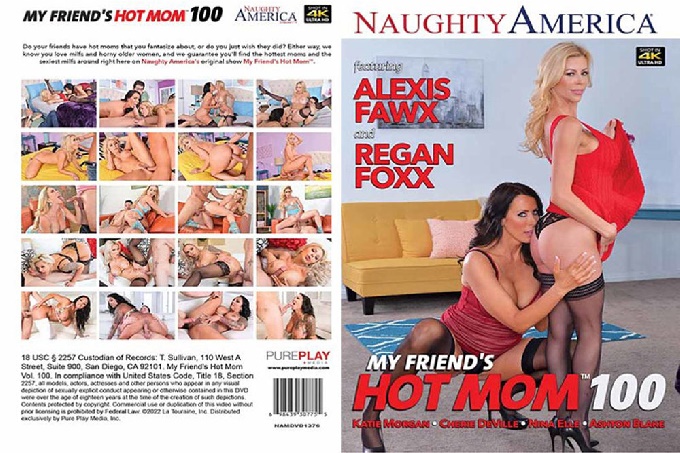 MY FRIEND'S HOT MOM™ 100
NAUGHTY
AMERICA
SHOT IN
4K
ULTRA HD
Do your friends have hot moms that you fantasize about, or do you just wish they did? Either way, we
know you love milfs and horny older women, and we guarantee you'll find the hottest moms and the
sexiest milfs around right here on Naughty America's original show My Friend's Hot Mom™.
18 USC § 2257 Custodian of Records: T. Sullivan, 110 West A
Street, Suite 900, San Diego, CA 92101. My Friend's Hot Mom
Vol. 100. In compliance with United States Code, Title 18, Section
2257, all models, actors, actresses and other persons who appear in any visual
depiction of sexually explicit conduct appearing or otherwise contained in this DVD
were over the age of eighteen years at the time of the creation of such depictions.
Contents protected by copyright. Commercial use or duplication of this video without
prior licensing is prohibited by Federal Law. ©2022 La Touraine, Inc. Distributed
exclusively by Pure Play Media, Inc.
PUREPLAY
MEDIA
www.pureplaymedia.com
NAMDVD1376
NAUGHTY AMERICA
SHOT IN
4K
ULTRA HD
featuring
ALEXIS
FAWX
and
REGAN
FOXX
MY FRIEND'S
HOT MOM™ 100
KATIE MORGAN • CHERIE DEVILLE • NINA ELLE • ASHTON BLAKE